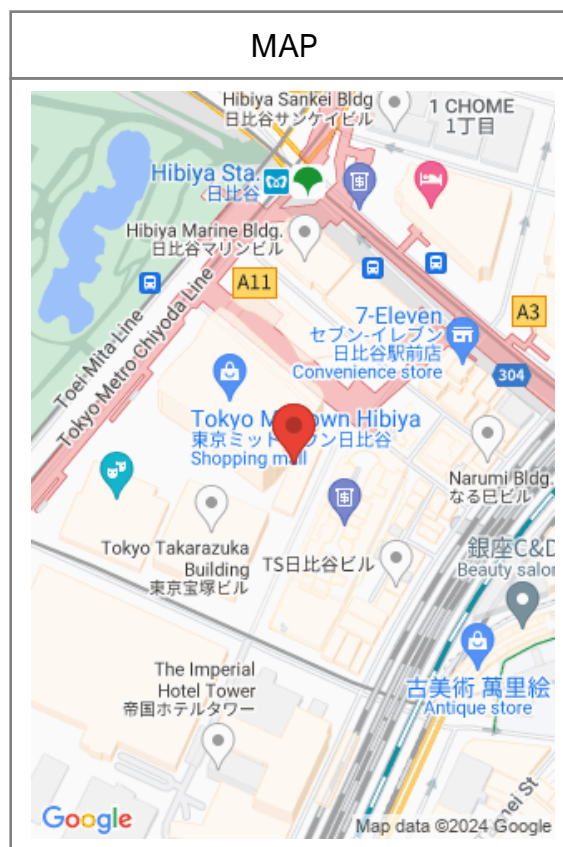 MAP
Hibiya Sankei Bldg
日比谷サンケイビル
1 CHOME
1丁目
Hibiya Sta.
日比谷
Hibiya Marine Bldg.
日比谷マリンビル
A11
A3
7-Eleven
セブン-イレブン
日比谷駅前店
Convenience store
304
Toei Mita Line
Tokyo Metro Chiyoda Line
Tokyo M town Hibiya
東京ミッド ウン日比谷
Shopping mall
Narumi Bldg.
なる巳ビル
Tokyo Takarazuka
Building
東京宝塚ビル
TS日比谷ビル
銀座C&D
Beauty salon
The Imperial
Hotel Tower
帝国ホテルタワー
古美術 萬里絵
Antique store
mei St
Google
Map data ©2024 Google